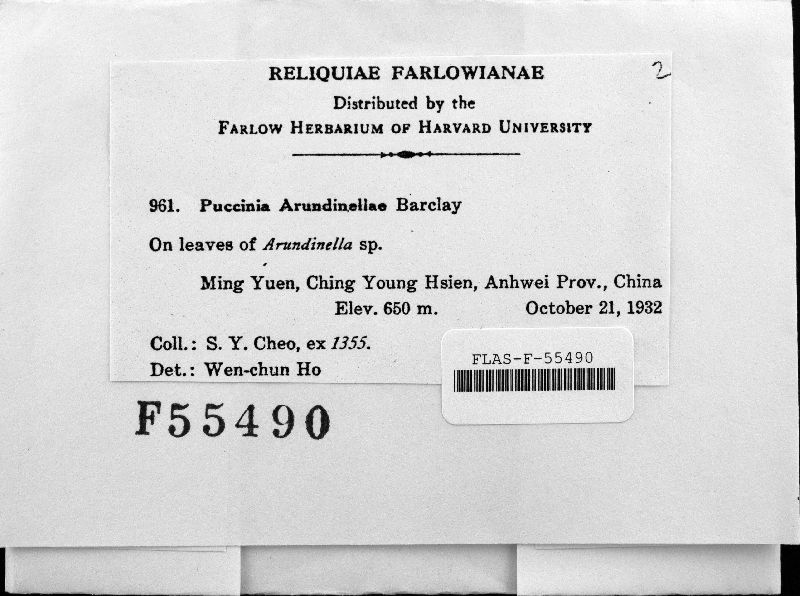 RELIQUIAE FARLOWIANAE
2
Distributed by the
FARLOW HERBARIUM OF HARVARD UNIVERSITY
961. Puccinia Arundinellae Barclay
On leaves of Arundinella sp.
Ming Yuen, Ching Young Hsien, Anhwei Prov., China
Elev. 650 m. October 21, 1932
Coll.: S. Y. Cheo, ex 1355.
Det.: Wen-chun Ho
FLAS-F-55490
F55490